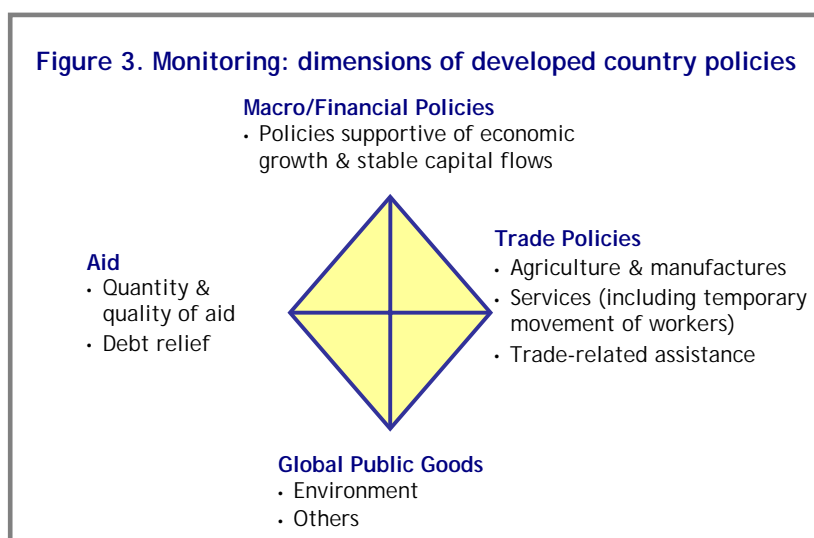 Figure 3. Monitoring: dimensions of developed country policies
Macro/Financial Policies
• Policies supportive of economic
growth & stable capital flows
Aid
• Quantity &
quality of aid
• Debt relief
Trade Policies
• Agriculture & manufactures
• Services (including temporary
movement of workers)
• Trade-related assistance
Global Public Goods
• Environment
• Others